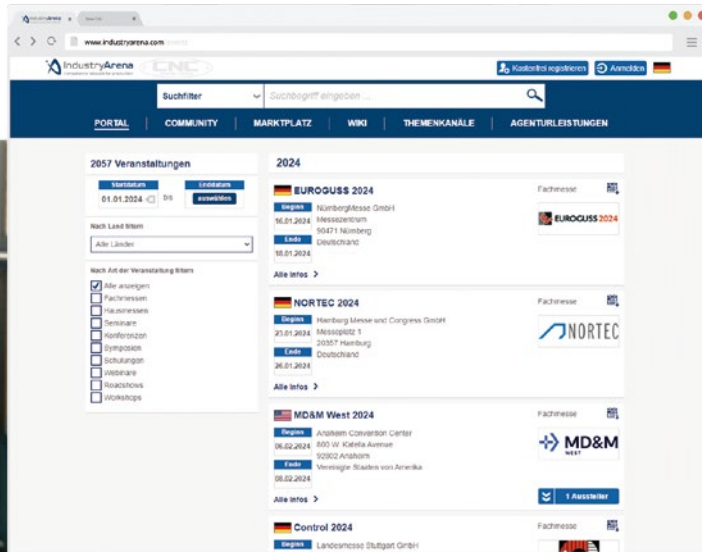 IndustryArena
www.industryarena.com
IndustryArena
CNC
Kostenfrei registrieren
Anmelden
Suchfilter
Suchbegriff eingeben ...
PORTAL
COMMUNITY
MARKTPLATZ
WIKI
THEMENKANÄLE
AGENTURLEISTUNGEN
2057 Veranstaltungen
Startdatum
Enddatum
01.01.2024
bis
auswählen
Nach Land filtern
Alle Länder
Nach Art der Veranstaltung filtern
Alle anzeigen
Fachmessen
Hausmessen
Seminare
Konferenzen
Symposien
Schulungen
Webinare
Roadshows
Workshops
2024
EUROGUSS 2024
Fachmesse
Beginn
NürnbergMesse GmbH
16.01.2024
Messezentrum
90471 Nürnberg
Ende
Deutschland
18.01.2024
EUROGUSS 2024
Alle Infos
NORTEC 2024
Fachmesse
Beginn
Hamburg Messe und Congress GmbH
23.01.2024
Messeplatz 1
20357 Hamburg
Ende
Deutschland
26.01.2024
NORTEC
Alle Infos
MD&M West 2024
Fachmesse
Beginn
Anaheim Convention Center
06.02.2024
800 W. Katella Avenue
92802 Anaheim
Ende
Vereinigte Staaten von Amerika
08.02.2024
MD&M
WEST
Alle Infos
1 Aussteller
Control 2024
Fachmesse
Beginn
Landesmesse Stuttgart GmbH